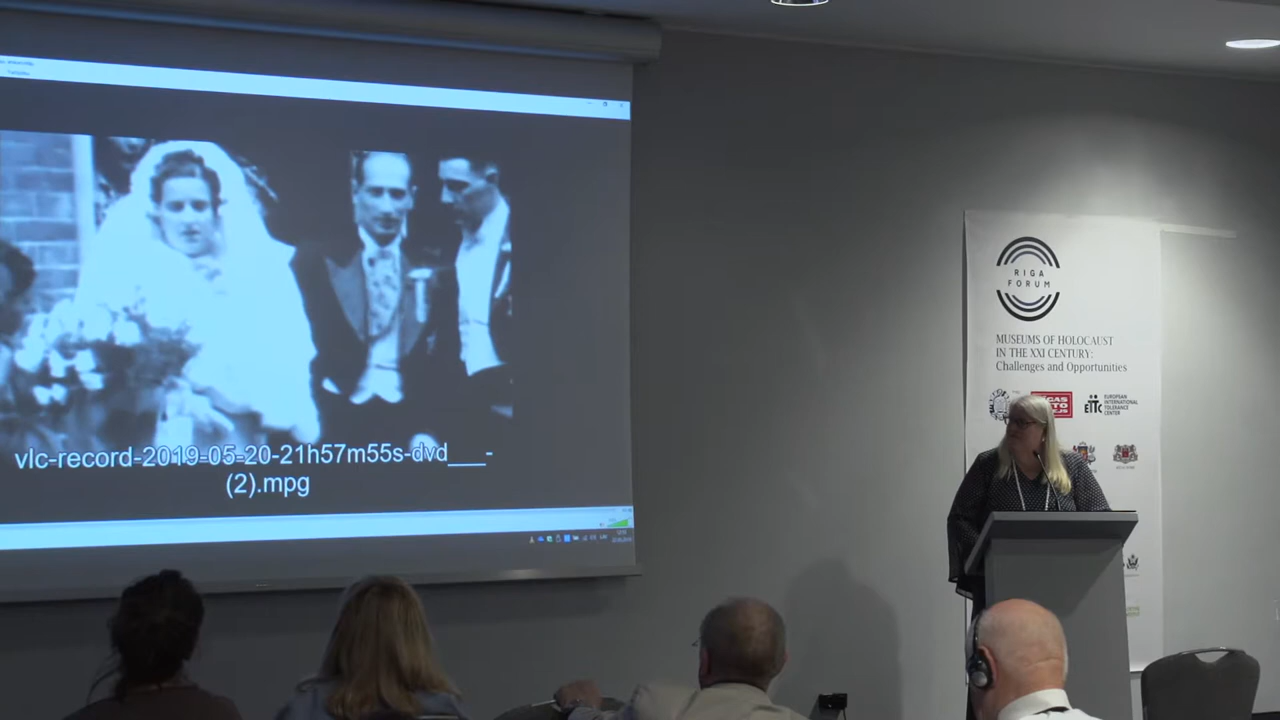 vlc-record-2019-05-20-21h57m55s-dvd___-
(2).mpg
RIGA
FORUM
MUSEUMS OF HOLOCAUST
IN THE XXI CENTURY:
Challenges and Opportunities
EUROPEAN
INTERNATIONAL
TOLERANCE
CENTER
EITC